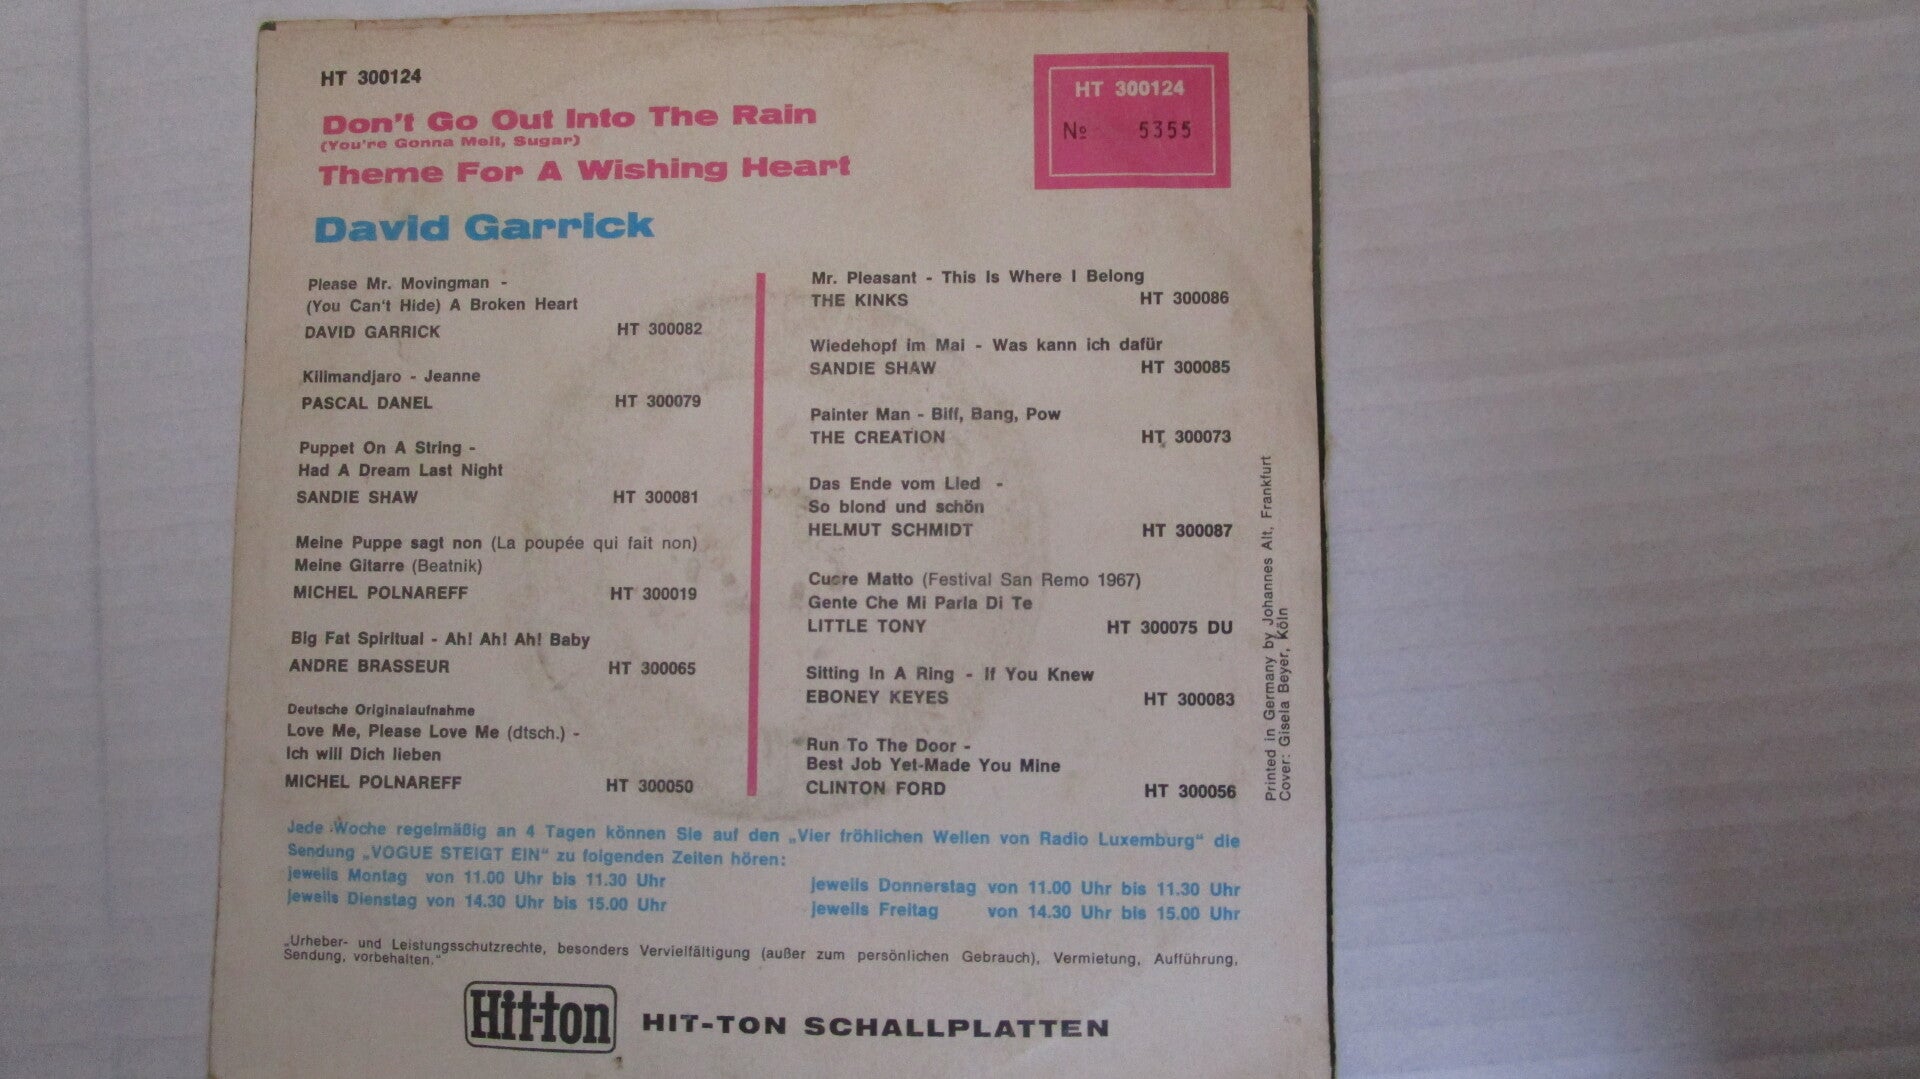 HT 300124
Don't Go Out Into The Rain
(You're Gonna Melt, Sugar)
Theme For A Wishing Heart
David Garrick
HT 300124
№ 5355
Please Mr. Movingman -
(You Can't Hide) A Broken Heart
DAVID GARRICK HT 300082
Kilimandjaro - Jeanne
PASCAL DANEL HT 300079
Puppet On A String -
Had A Dream Last Night
SANDIE SHAW HT 300081
Meine Puppe sagt non (La poupée qui fait non)
Meine Gitarre (Beatnik)
MICHEL POLNAREFF HT 300019
Big Fat Spiritual - Ah! Ah! Ah! Baby
ANDRE BRASSEUR HT 300065
Deutsche Originalaufnahme
Love Me, Please Love Me (dtsch.) -
Ich will Dich lieben
MICHEL POLNAREFF HT 300050
Mr. Pleasant - This Is Where I Belong
THE KINKS HT 300086
Wiedehopf im Mai - Was kann ich dafür
SANDIE SHAW HT 300085
Painter Man - Biff, Bang, Pow
THE CREATION HT 300073
Das Ende vom Lied -
So blond und schön
HELMUT SCHMIDT HT 300087
Cuore Matto (Festival San Remo 1967)
Gente Che Mi Parla Di Te
LITTLE TONY HT 300075 DU
Sitting In A Ring - If You Knew
EBONEY KEYES HT 300083
Run To The Door -
Best Job Yet-Made You Mine
CLINTON FORD HT 300056
Printed in Germany by Johannes Alt, Frankfurt
Cover: Gisela Beyer, Köln
Jede Woche regelmäßig an 4 Tagen können Sie auf den „Vier fröhlichen Wellen von Radio Luxemburg“ die
Sendung „VOGUE STEIGT EIN“ zu folgenden Zeiten hören:
jeweils Montag von 11.00 Uhr bis 11.30 Uhr
jeweils Dienstag von 14.30 Uhr bis 15.00 Uhr
jeweils Donnerstag von 11.00 Uhr bis 11.30 Uhr
jeweils Freitag von 14.30 Uhr bis 15.00 Uhr
„Urheber- und Leistungsschutzrechte, besonders Vervielfältigung (außer zum persönlichen Gebrauch), Vermietung, Aufführung,
Sendung, vorbehalten.“
Hit-ton HIT-TON SCHALLPLATTEN